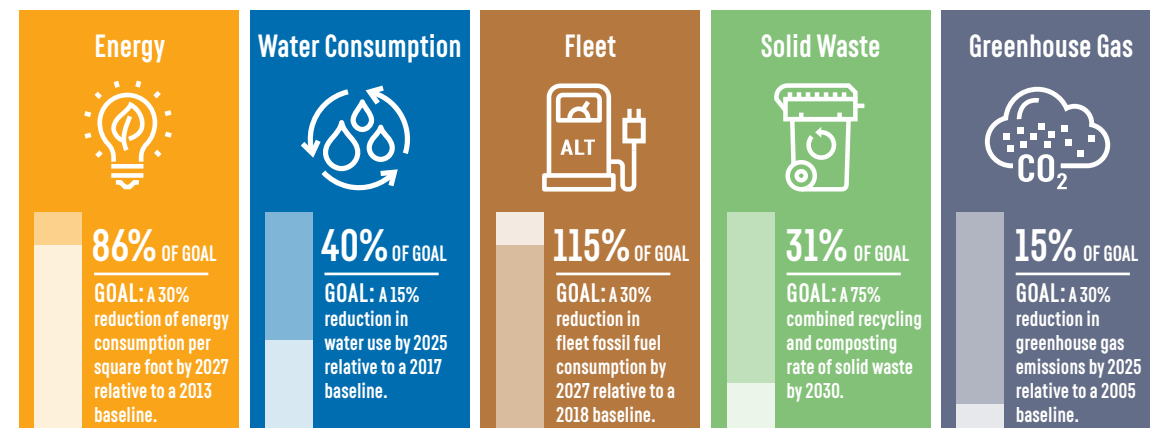 Energy
86% OF GOAL
GOAL: A 30%
reduction of energy
consumption per
square foot by 2027
relative to a 2013
baseline.
Water Consumption
40% OF GOAL
GOAL: A 15%
reduction in
water use by 2025
relative to a 2017
baseline.
Fleet
ALT
115% OF GOAL
GOAL: A 30%
reduction in
fleet fossil fuel
consumption by
2027 relative to a
2018 baseline.
Solid Waste
31% OF GOAL
GOAL: A 75%
combined recycling
and composting
rate of solid waste
by 2030.
Greenhouse Gas
CO2
15% OF GOAL
GOAL: A 30%
reduction in
greenhouse gas
emissions by 2025
relative to a 2005
baseline.